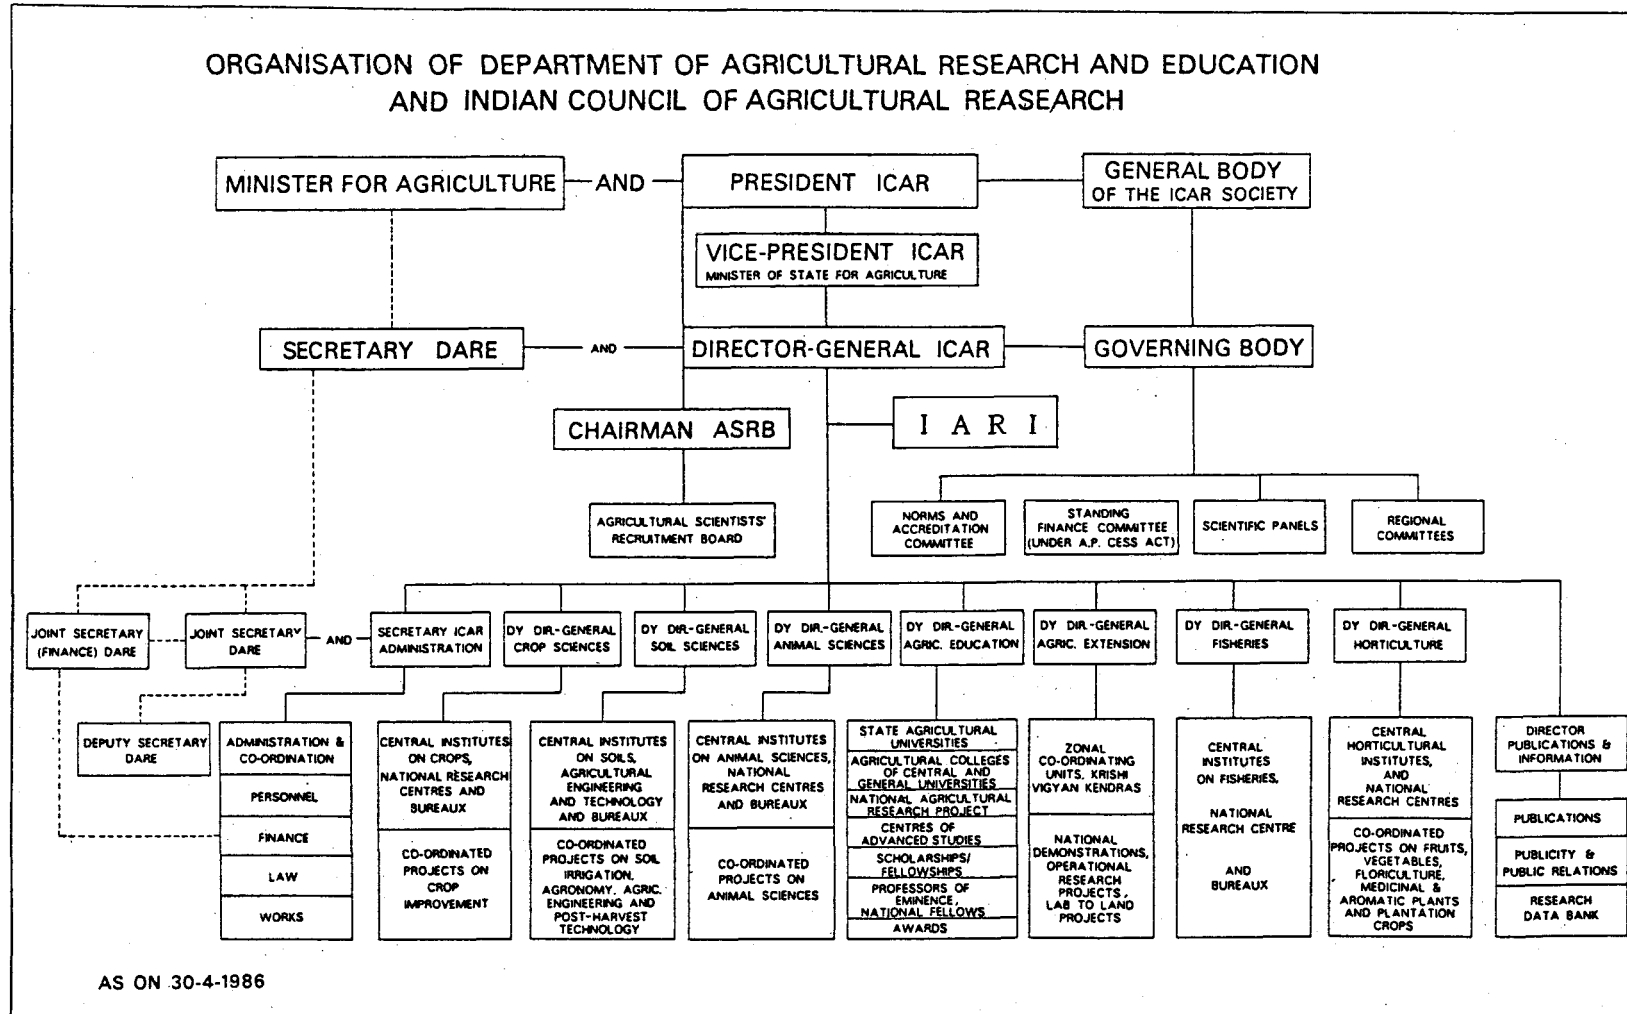 ORGANISATION OF DEPARTMENT OF AGRICULTURAL RESEARCH AND EDUCATION
AND INDIAN COUNCIL OF AGRICULTURAL REASEARCH
MINISTER FOR AGRICULTURE
AND
PRESIDENT ICAR
GENERAL BODY
OF THE ICAR SOCIETY
VICE-PRESIDENT ICAR
MINISTER OF STATE FOR AGRICULTURE
SECRETARY DARE
AND
DIRECTOR-GENERAL ICAR
GOVERNING BODY
CHAIRMAN ASRB
I A R I
AGRICULTURAL SCIENTISTS'
RECRUITMENT BOARD
NORMS AND
ACCREDITATION
COMMITTEE
STANDING
FINANCE COMMITTEE
(UNDER A.P. CESS ACT)
SCIENTIFIC PANELS
REGIONAL
COMMITTEES
JOINT SECRETARY
(FINANCE) DARE
JOINT SECRETARY
DARE
AND
SECRETARY ICAR
ADMINISTRATION
DY DIR.-GENERAL
CROP SCIENCES
DY DIR.-GENERAL
SOIL SCIENCES
DY DIR.-GENERAL
ANIMAL SCIENCES
DY DIR.-GENERAL
AGRIC. EDUCATION
DY DIR.-GENERAL
AGRIC. EXTENSION
DY DIR.-GENERAL
FISHERIES
DY DIR.-GENERAL
HORTICULTURE
DEPUTY SECRETARY
DARE
ADMINISTRATION &
CO-ORDINATION
PERSONNEL
FINANCE
LAW
WORKS
CENTRAL INSTITUTES
ON CROPS,
NATIONAL RESEARCH
CENTRES AND
BUREAUX
CO-ORDINATED
PROJECTS ON
CROP
IMPROVEMENT
CENTRAL INSTITUTES
ON SOILS,
AGRICULTURAL
ENGINEERING
AND TECHNOLOGY
AND BUREAUX
CO-ORDINATED
PROJECTS ON SOIL
IRRIGATION,
AGRONOMY, AGRIC.
ENGINEERING AND
POST-HARVEST
TECHNOLOGY
CENTRAL INSTITUTES
ON ANIMAL SCIENCES,
NATIONAL
RESEARCH CENTRES
AND BUREAUX
CO-ORDINATED
PROJECTS ON
ANIMAL SCIENCES
STATE AGRICULTURAL
UNIVERSITIES
AGRICULTURAL COLLEGES
OF CENTRAL AND
GENERAL UNIVERSITIES
NATIONAL AGRICULTURAL
RESEARCH PROJECT
CENTRES OF
ADVANCED STUDIES
SCHOLARSHIPS/
FELLOWSHIPS
PROFESSORS OF
EMINENCE,
NATIONAL FELLOWS
AWARDS
ZONAL
CO-ORDINATING
UNITS, KRISHI
VIGYAN KENDRAS
NATIONAL
DEMONSTRATIONS,
OPERATIONAL
RESEARCH
PROJECTS,
LAB TO LAND
PROJECTS
CENTRAL
INSTITUTES
ON FISHERIES,
NATIONAL
RESEARCH CENTRE
AND
BUREAUX
CENTRAL
HORTICULTURAL
INSTITUTES,
AND
NATIONAL
RESEARCH CENTRES
CO-ORDINATED
PROJECTS ON FRUITS,
VEGETABLES,
FLORICULTURE,
MEDICINAL &
AROMATIC PLANTS
AND PLANTATION
CROPS
DIRECTOR
PUBLICATIONS &
INFORMATION
PUBLICATIONS
PUBLICITY &
PUBLIC RELATIONS
RESEARCH
DATA BANK
AS ON 30-4-1986